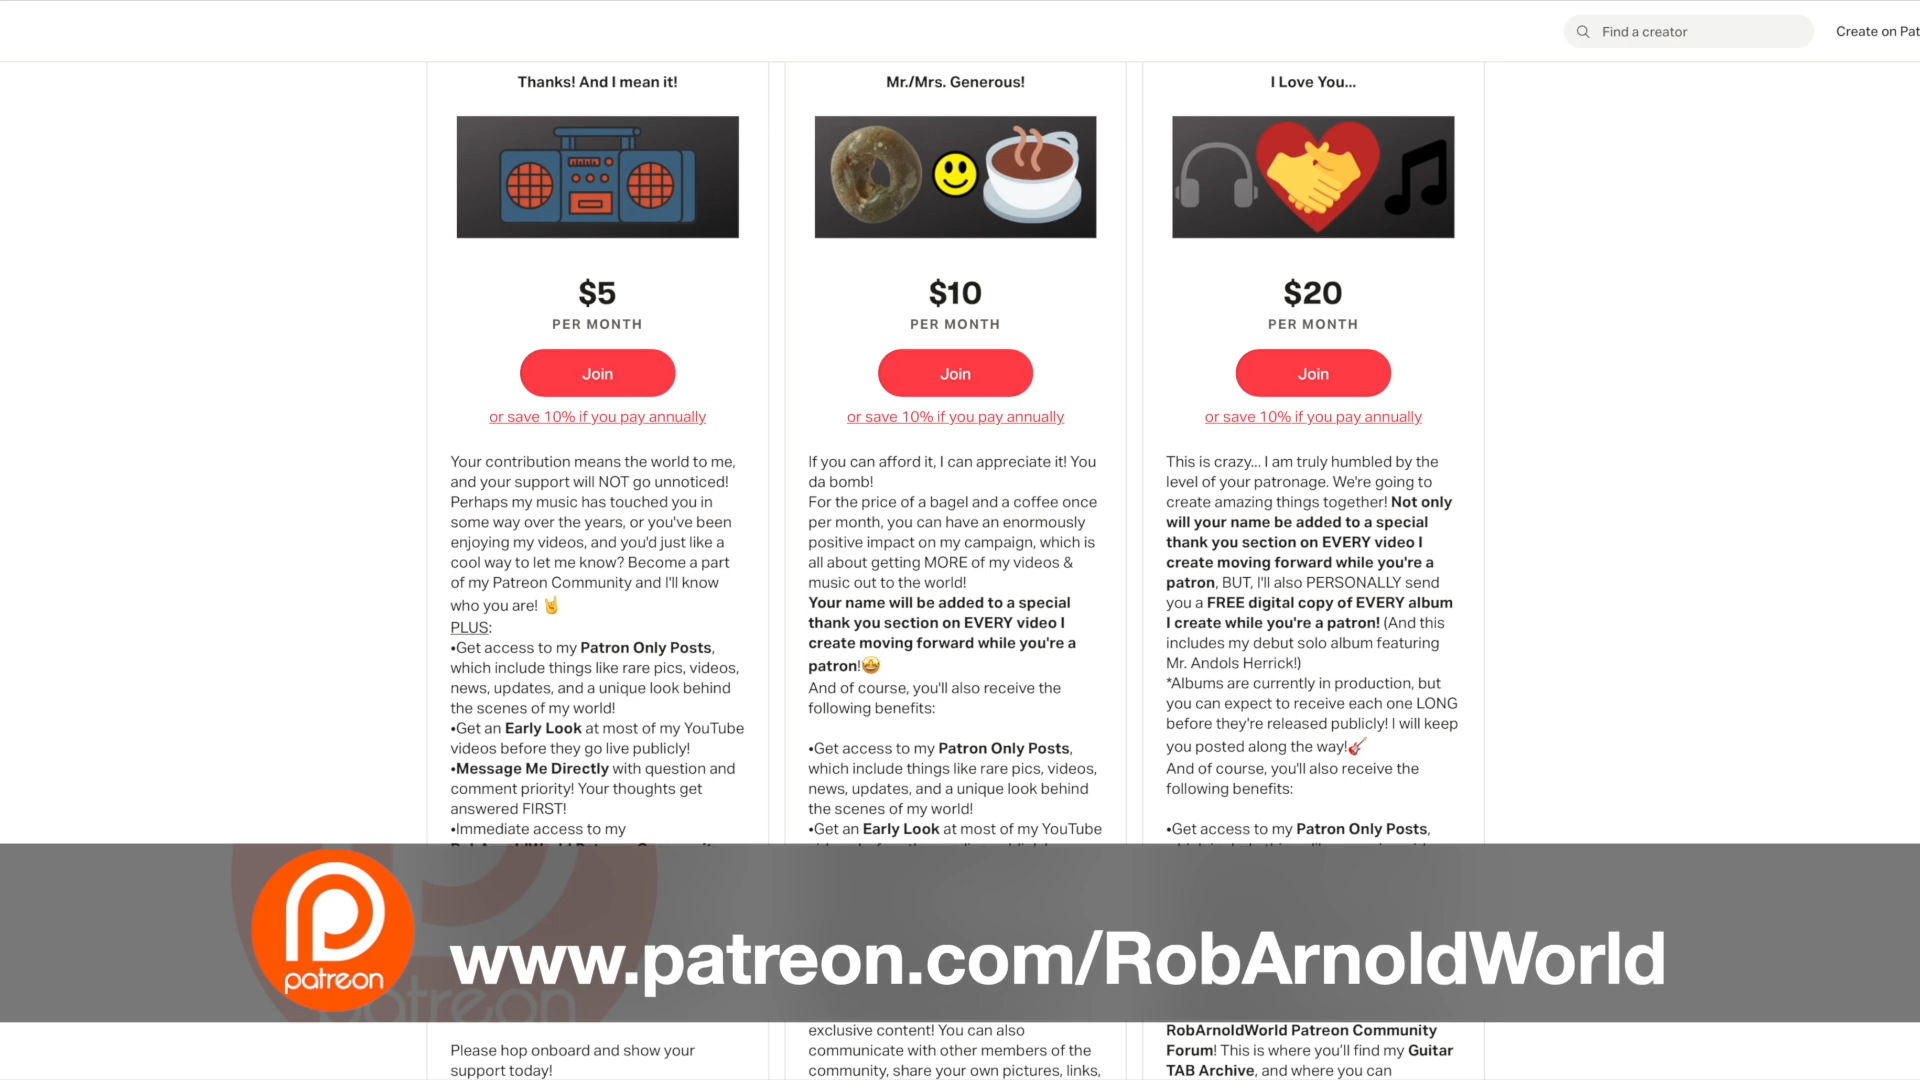 Find a creator
Create on Pat
Thanks! And I mean it!
$5
PER MONTH
Join
or save 10% if you pay annually
Your contribution means the world to me,
and your support will NOT go unnoticed!
Perhaps my music has touched you in
some way over the years, or you've been
enjoying my videos, and you'd just like a
cool way to let me know? Become a part
of my Patreon Community and I'll know
who you are! 🤘
PLUS:
•Get access to my Patron Only Posts,
which include things like rare pics, videos,
news, updates, and a unique look behind
the scenes of my world!
•Get an Early Look at most of my YouTube
videos before they go live publicly!
•Message Me Directly with question and
comment priority! Your thoughts get
answered FIRST!
•Immediate access to my
Please hop onboard and show your
support today!
Mr./Mrs. Generous!
$10
PER MONTH
Join
or save 10% if you pay annually
If you can afford it, I can appreciate it! You
da bomb!
For the price of a bagel and a coffee once
per month, you can have an enormously
positive impact on my campaign, which is
all about getting MORE of my videos &
music out to the world!
Your name will be added to a special
thank you section on EVERY video I
create moving forward while you're a
patron!🤩
And of course, you'll also receive the
following benefits:
•Get access to my Patron Only Posts,
which include things like rare pics, videos,
news, updates, and a unique look behind
the scenes of my world!
•Get an Early Look at most of my YouTube
exclusive content! You can also
communicate with other members of the
community, share your own pictures, links,
I Love You...
$20
PER MONTH
Join
or save 10% if you pay annually
This is crazy... I am truly humbled by the
level of your patronage. We're going to
create amazing things together! Not only
will your name be added to a special
thank you section on EVERY video I
create moving forward while you're a
patron, BUT, I'll also PERSONALLY send
you a FREE digital copy of EVERY album
I create while you're a patron! (And this
includes my debut solo album featuring
Mr. Andols Herrick!)
*Albums are currently in production, but
you can expect to receive each one LONG
before they're released publicly! I will keep
you posted along the way!🎸
And of course, you'll also receive the
following benefits:
•Get access to my Patron Only Posts,
RobArnoldWorld Patreon Community
Forum! This is where you'll find my Guitar
TAB Archive, and where you can
patreon
www.patreon.com/RobArnoldWorld